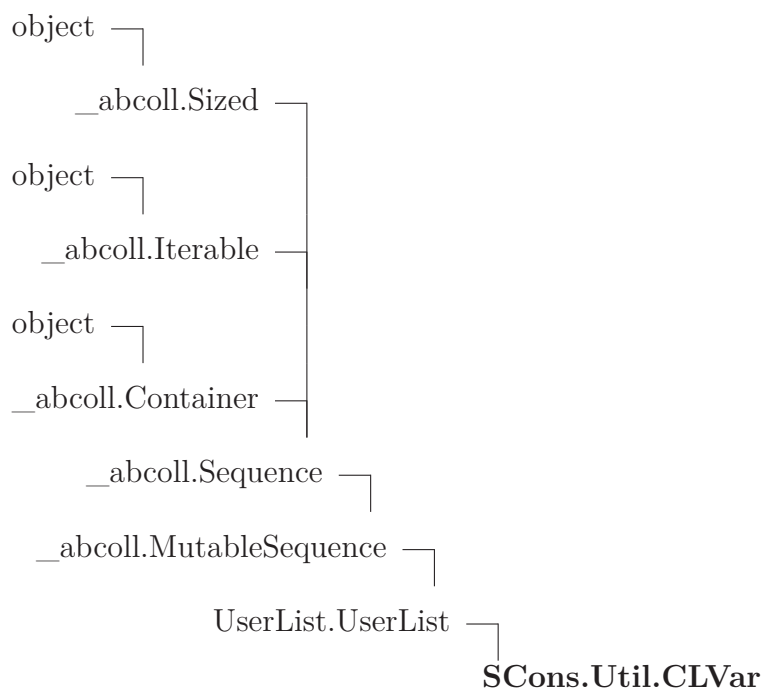 object
_abcoll.Sized
object
_abcoll.Iterable
object
_abcoll.Container
_abcoll.Sequence
_abcoll.MutableSequence
UserList.UserList
SCons.Util.CLVar